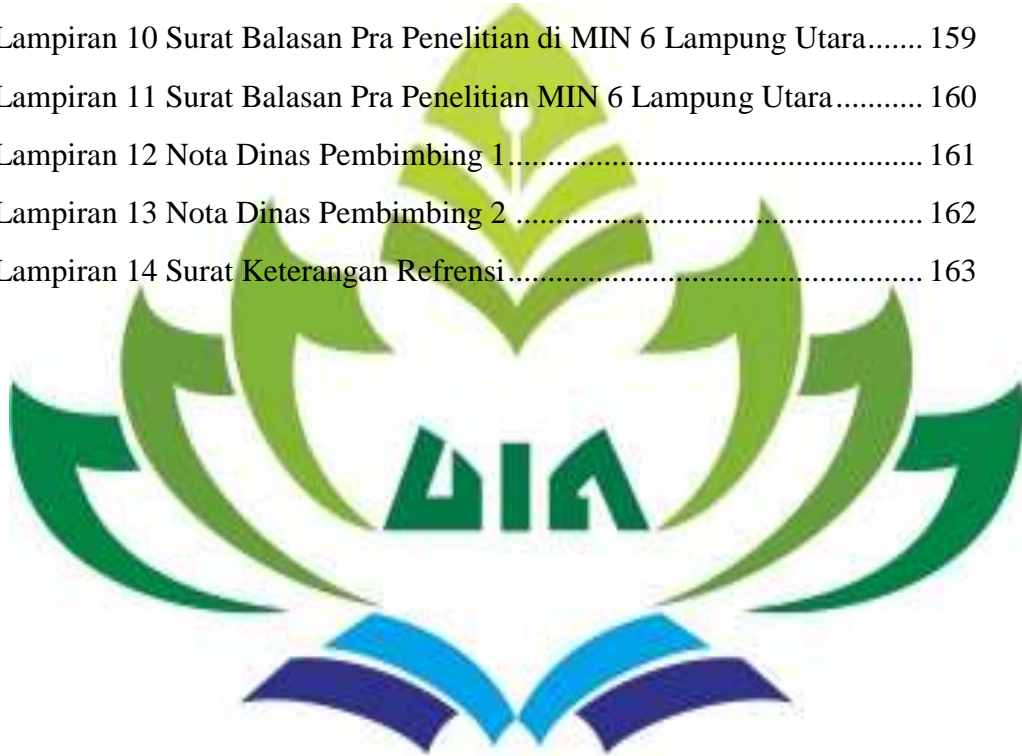 Lampiran 10 Surat Balasan Pra Penelitian di MIN 6 Lampung Utara....... 159
Lampiran 11 Surat Balasan Pra Penelitian MIN 6 Lampung Utara........... 160
Lampiran 12 Nota Dinas Pembimbing 1.................................................. 161
Lampiran 13 Nota Dinas Pembimbing 2 ................................................. 162
Lampiran 14 Surat Keterangan Refrensi.................................................. 163
UIN